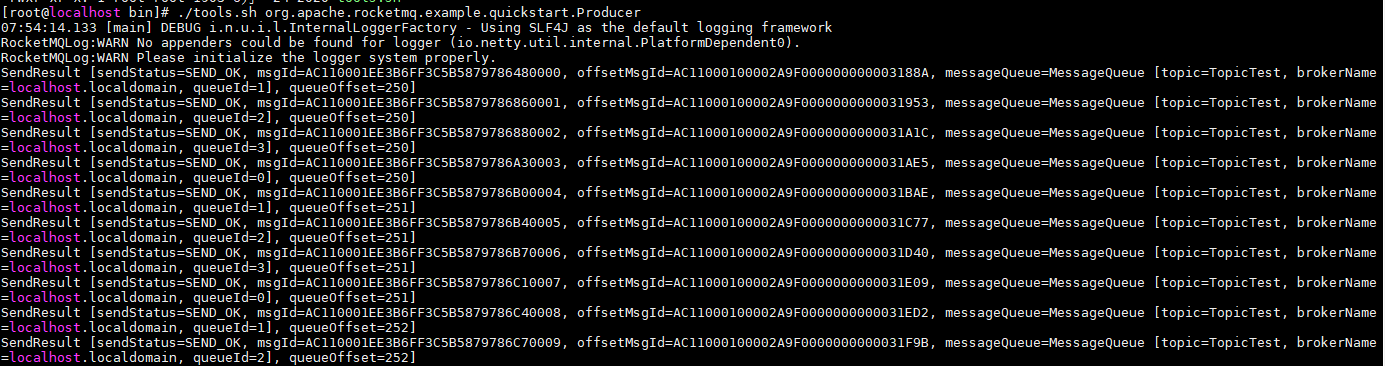 [root@localhost bin]# ./tools.sh org.apache.rocketmq.example.quickstart.Producer
07:54:14.133 [main] DEBUG i.n.u.i.l.InternalLoggerFactory - Using SLF4J as the default logging framework
RocketMQLog:WARN No appenders could be found for logger (io.netty.util.internal.PlatformDependent0).
RocketMQLog:WARN Please initialize the logger system properly.
SendResult [sendStatus=SEND_OK, msgId=AC110001EE3B6FF3C5B5879786480000, offsetMsgId=AC11000100002A9F000000000003188A, messageQueue=MessageQueue [topic=TopicTest, brokerName
=localhost.localdomain, queueId=1], queueOffset=250]
SendResult [sendStatus=SEND_OK, msgId=AC110001EE3B6FF3C5B5879786860001, offsetMsgId=AC11000100002A9F0000000000031953, messageQueue=MessageQueue [topic=TopicTest, brokerName
=localhost.localdomain, queueId=2], queueOffset=250]
SendResult [sendStatus=SEND_OK, msgId=AC110001EE3B6FF3C5B5879786880002, offsetMsgId=AC11000100002A9F0000000000031A1C, messageQueue=MessageQueue [topic=TopicTest, brokerName
=localhost.localdomain, queueId=3], queueOffset=250]
SendResult [sendStatus=SEND_OK, msgId=AC110001EE3B6FF3C5B5879786A30003, offsetMsgId=AC11000100002A9F0000000000031AE5, messageQueue=MessageQueue [topic=TopicTest, brokerName
=localhost.localdomain, queueId=0], queueOffset=250]
SendResult [sendStatus=SEND_OK, msgId=AC110001EE3B6FF3C5B5879786B00004, offsetMsgId=AC11000100002A9F0000000000031BAE, messageQueue=MessageQueue [topic=TopicTest, brokerName
=localhost.localdomain, queueId=1], queueOffset=251]
SendResult [sendStatus=SEND_OK, msgId=AC110001EE3B6FF3C5B5879786B40005, offsetMsgId=AC11000100002A9F0000000000031C77, messageQueue=MessageQueue [topic=TopicTest, brokerName
=localhost.localdomain, queueId=2], queueOffset=251]
SendResult [sendStatus=SEND_OK, msgId=AC110001EE3B6FF3C5B5879786B70006, offsetMsgId=AC11000100002A9F0000000000031D40, messageQueue=MessageQueue [topic=TopicTest, brokerName
=localhost.localdomain, queueId=3], queueOffset=251]
SendResult [sendStatus=SEND_OK, msgId=AC110001EE3B6FF3C5B5879786C10007, offsetMsgId=AC11000100002A9F0000000000031E09, messageQueue=MessageQueue [topic=TopicTest, brokerName
=localhost.localdomain, queueId=0], queueOffset=251]
SendResult [sendStatus=SEND_OK, msgId=AC110001EE3B6FF3C5B5879786C40008, offsetMsgId=AC11000100002A9F0000000000031ED2, messageQueue=MessageQueue [topic=TopicTest, brokerName
=localhost.localdomain, queueId=1], queueOffset=252]
SendResult [sendStatus=SEND_OK, msgId=AC110001EE3B6FF3C5B5879786C70009, offsetMsgId=AC11000100002A9F0000000000031F9B, messageQueue=MessageQueue [topic=TopicTest, brokerName
=localhost.localdomain, queueId=2], queueOffset=252]